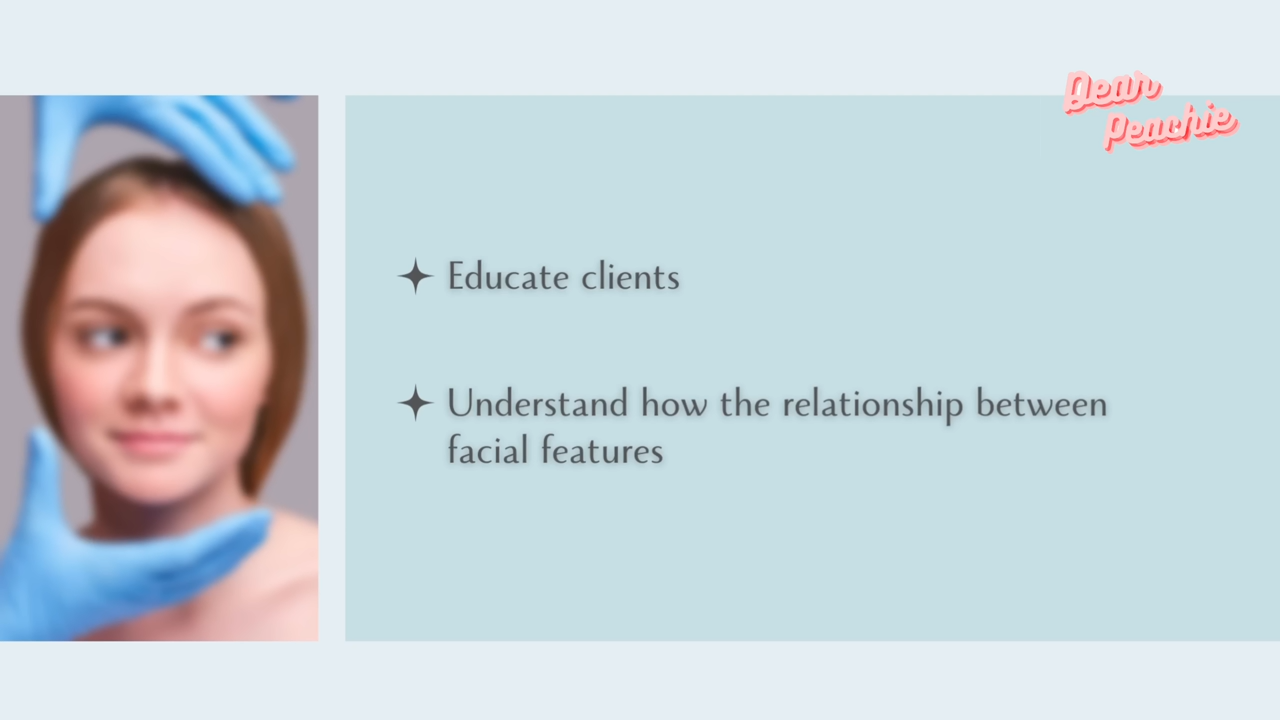 Dear
Peachie
Educate clients
Understand how the relationship between
facial features